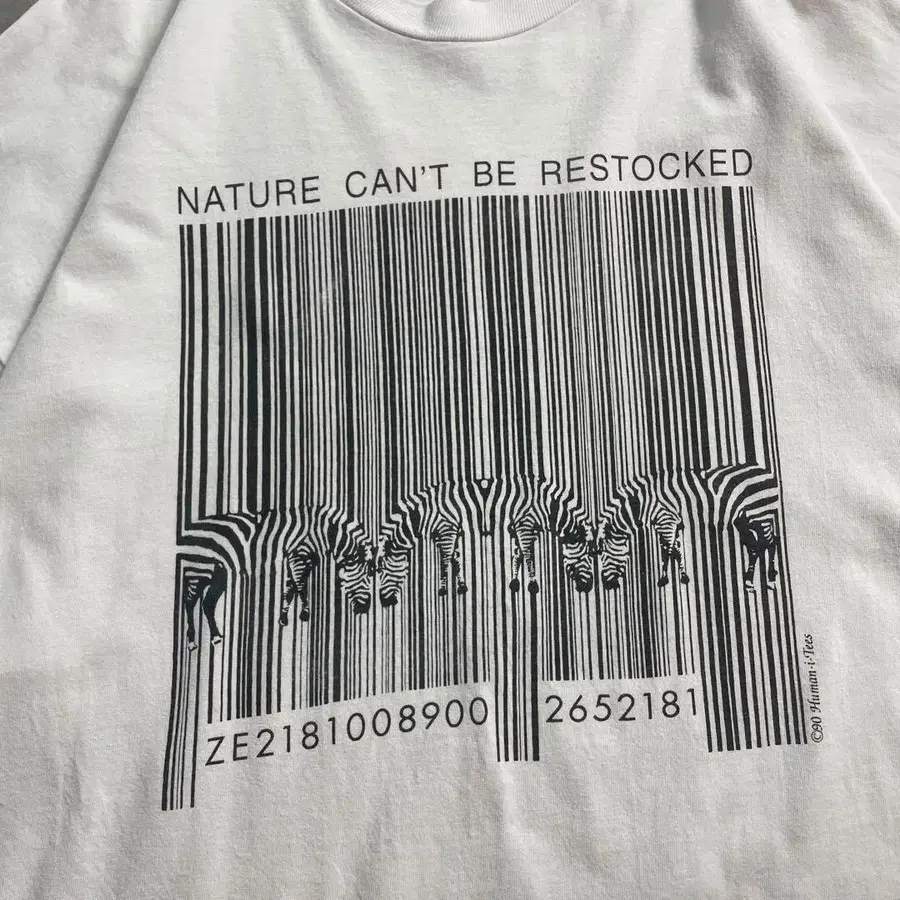 NATURE CAN'T BE RESTOCKED
ZE2181008900 2652181
©90 Human-i-Tees